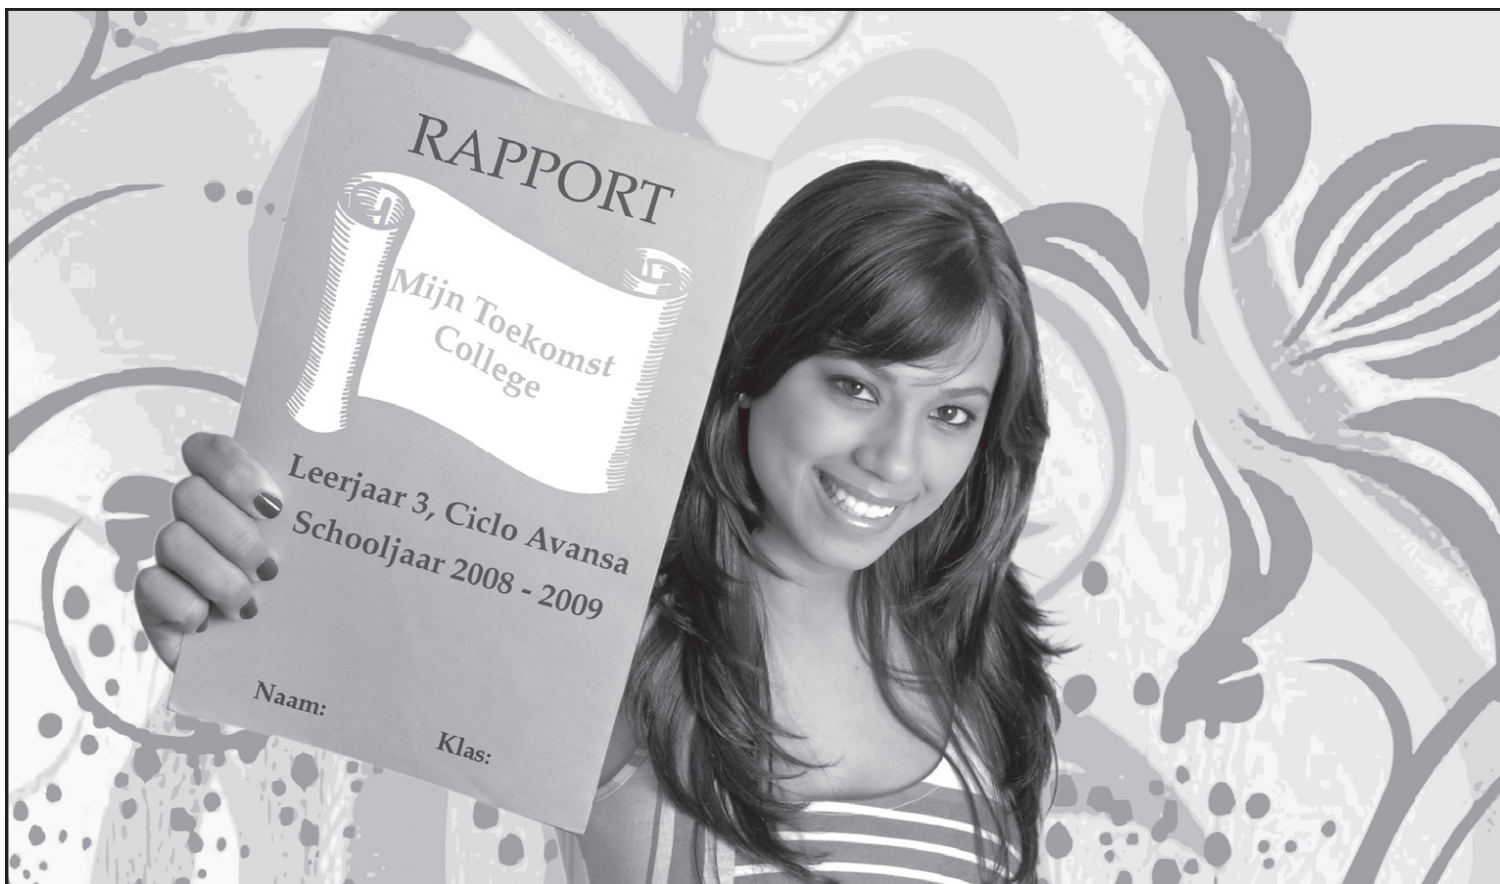 RAPPORT
Mijn Toekomst
College
Leerjaar 3, Ciclo Avansa
Schooljaar 2008 - 2009
Naam:
Klas: